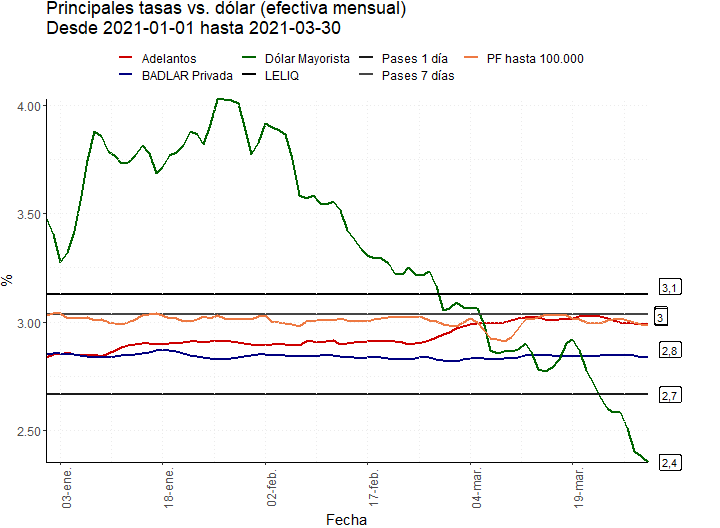 Principales tasas vs. dólar (efectiva mensual)
Desde 2021-01-01 hasta 2021-03-30
Adelantos
Dólar Mayorista
Pases 1 día
PF hasta 100.000
BADLAR Privada
LELIQ
Pases 7 días
4.00
3.50
3.00
2.50
%
3,1
3
2,8
2,7
2,4
03-ene.
18-ene.
02-feb.
17-feb.
04-mar.
19-mar.
Fecha